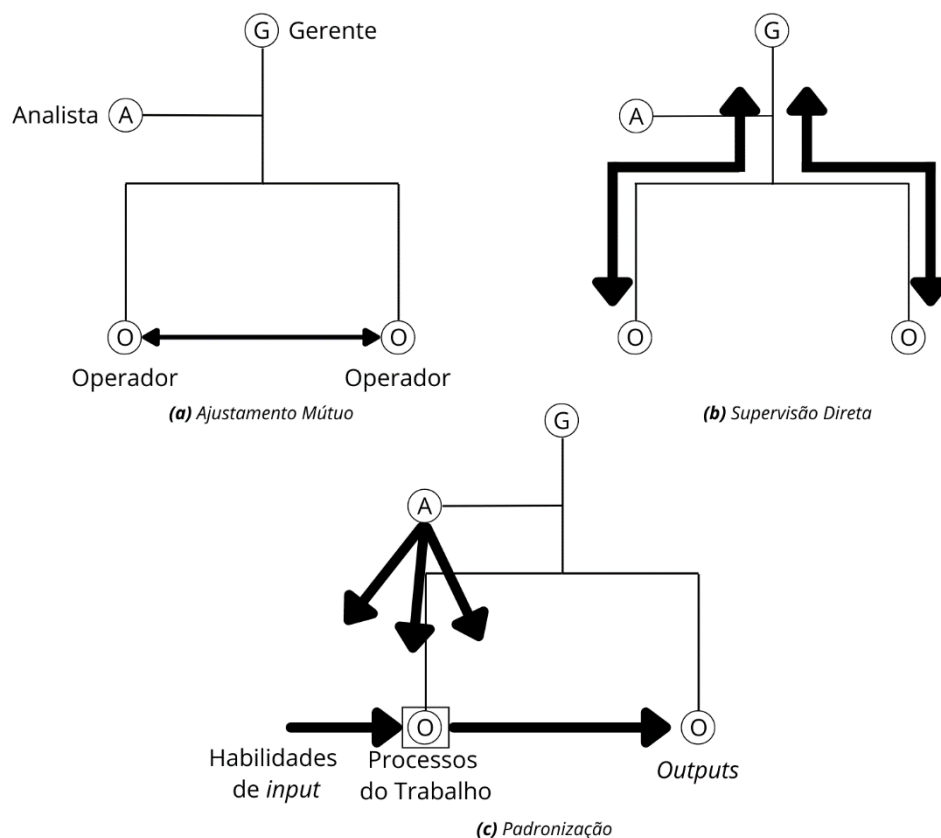 G Gerente
Analista A
O O
Operador Operador
(a) Ajustamento Mútuo
G
A
O O
(b) Supervisão Direta
G
A
O O
Habilidades
de input
Processos
do Trabalho
Outputs
(c) Padronização